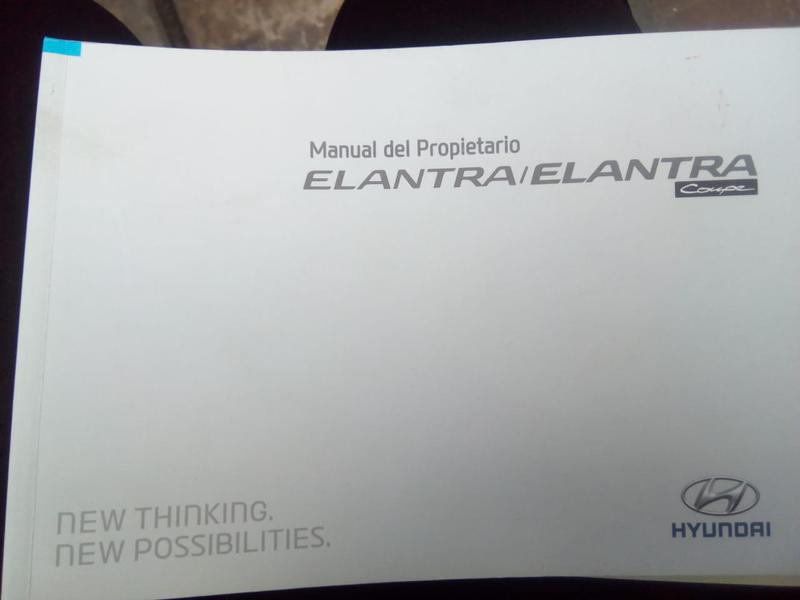 Manual del Propietario
ELANTRA/ELANTRA
Coupe
NEW THINKING.
NEW POSSIBILITIES.
HYUNDAI